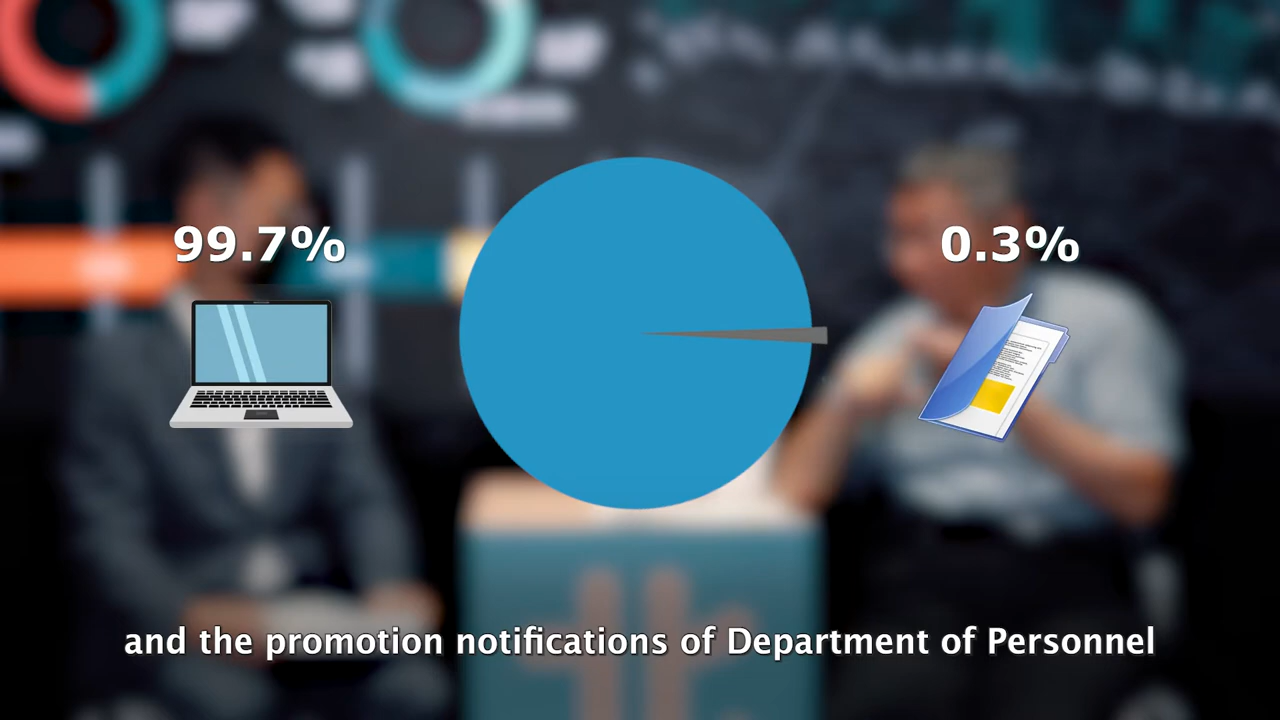 99.7%
0.3%
and the promotion notifications of Department of Personnel